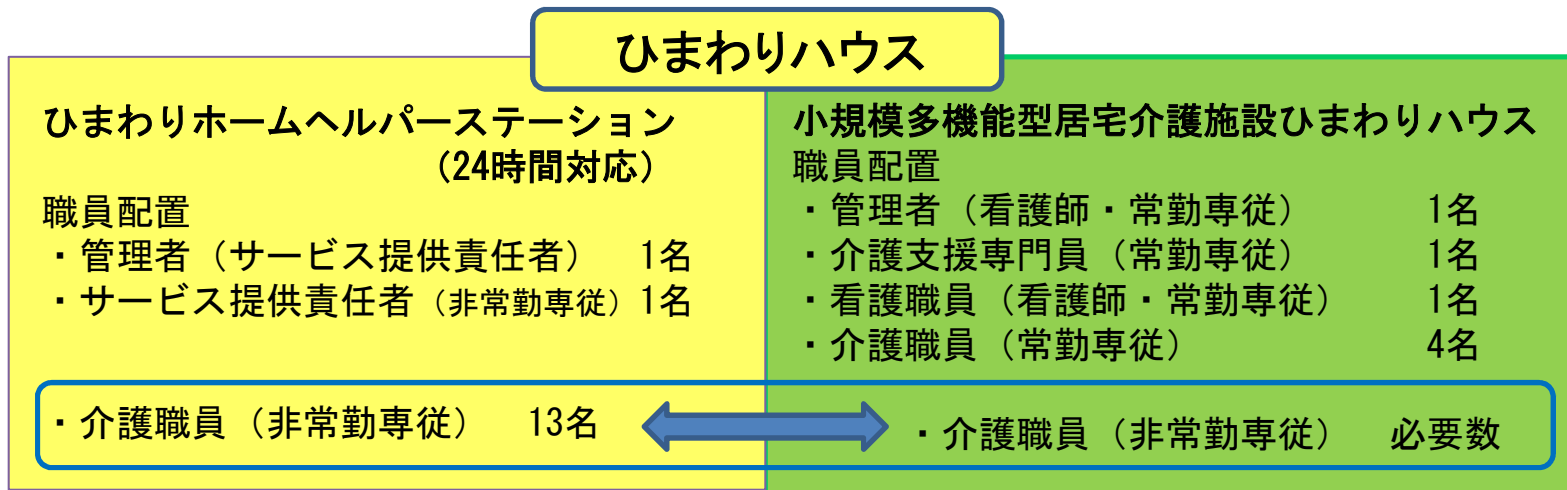 ひまわりハウス
ひまわりホームヘルパーステーション
（24時間対応）
職員配置
・管理者（サービス提供責任者） 1名
・サービス提供責任者（非常勤専従）1名
・介護職員（非常勤専従） 13名
小規模多機能型居宅介護施設ひまわりハウス
職員配置
・管理者（看護師・常勤専従） 1名
・介護支援専門員（常勤専従） 1名
・看護職員（看護師・常勤専従） 1名
・介護職員（常勤専従） 4名
・介護職員（非常勤専従） 必要数